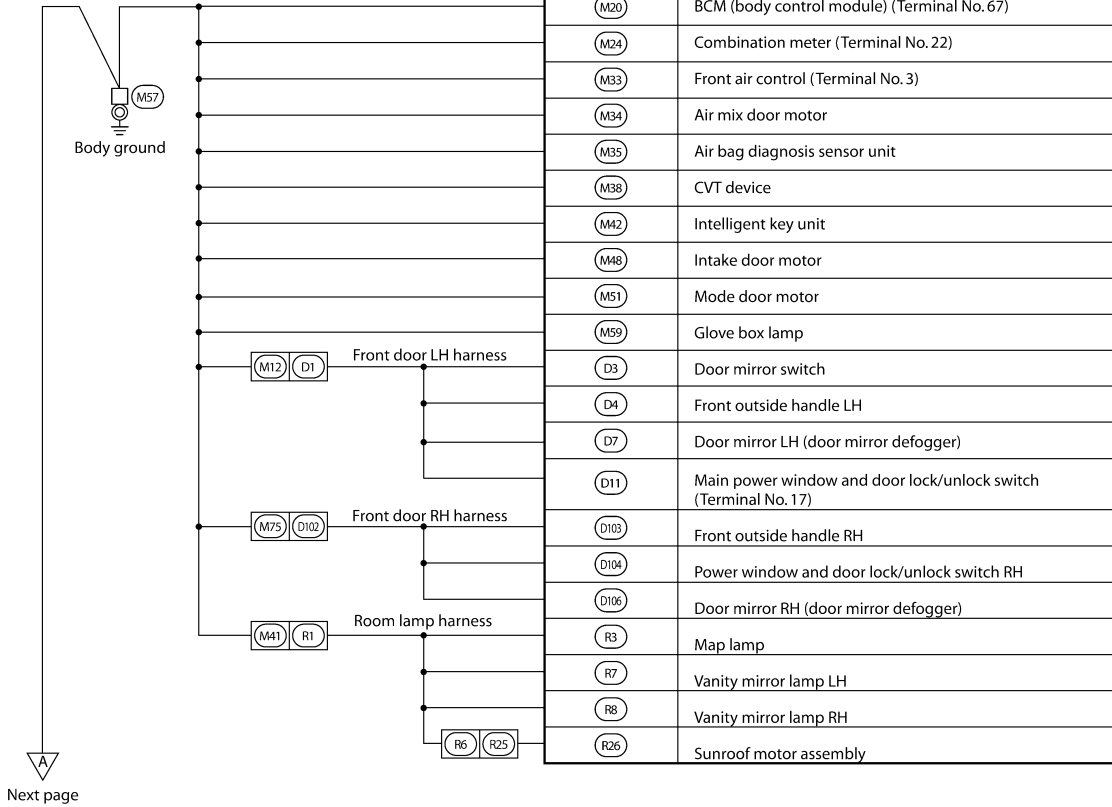 M20 BCM (body control module) (Terminal No. 67)
M24 Combination meter (Terminal No. 22)
M33 Front air control (Terminal No. 3)
M57
Body ground
M34 Air mix door motor
M35 Air bag diagnosis sensor unit
M38 CVT device
M42 Intelligent key unit
M48 Intake door motor
M51 Mode door motor
M59 Glove box lamp
Front door LH harness
M12 D1
D3 Door mirror switch
D4 Front outside handle LH
D7 Door mirror LH (door mirror defogger)
D11 Main power window and door lock/unlock switch
(Terminal No. 17)
Front door RH harness
M75 D102
D103 Front outside handle RH
D104 Power window and door lock/unlock switch RH
D106 Door mirror RH (door mirror defogger)
Room lamp harness
M41 R1
R3 Map lamp
R7 Vanity mirror lamp LH
R8 Vanity mirror lamp RH
R6 R25
R26 Sunroof motor assembly
A
Next page